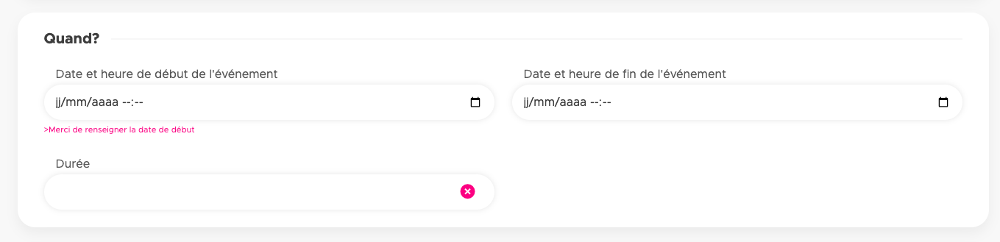 Quand?
Date et heure de début de l'événement
Date et heure de fin de l'événement
jj/mm/aaaa --:--
jj/mm/aaaa --:--
>Merci de renseigner la date de début
Durée